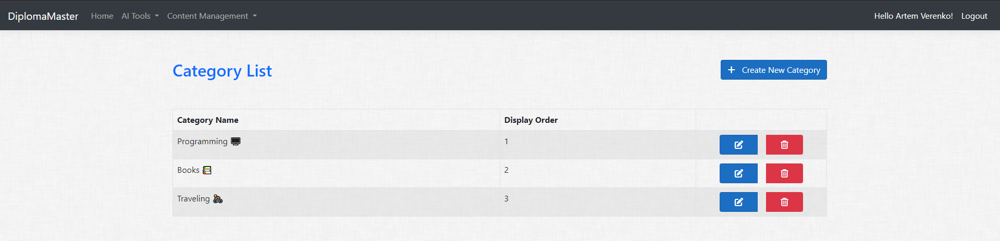 DiplomaMaster Home AI Tools Content Management Hello Artem Verenko! Logout
Category List Create New Category
Category Name Display Order
Programming 🖥️ 1
Books 📚 2
Traveling 🚴 3